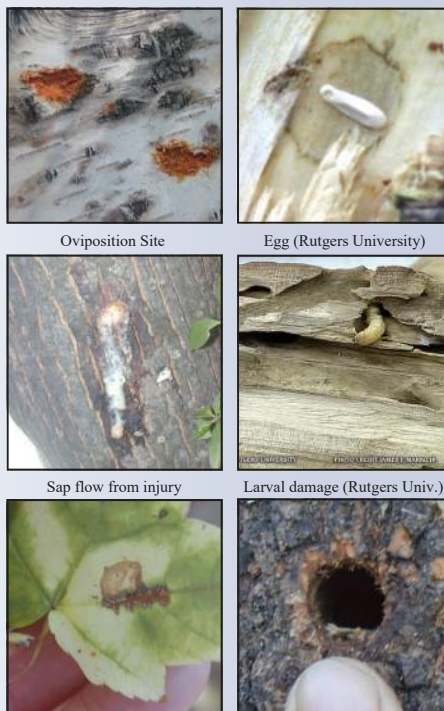 Oviposition Site
Egg (Rutgers University)
Sap flow from injury
Larval damage (Rutgers Univ.)